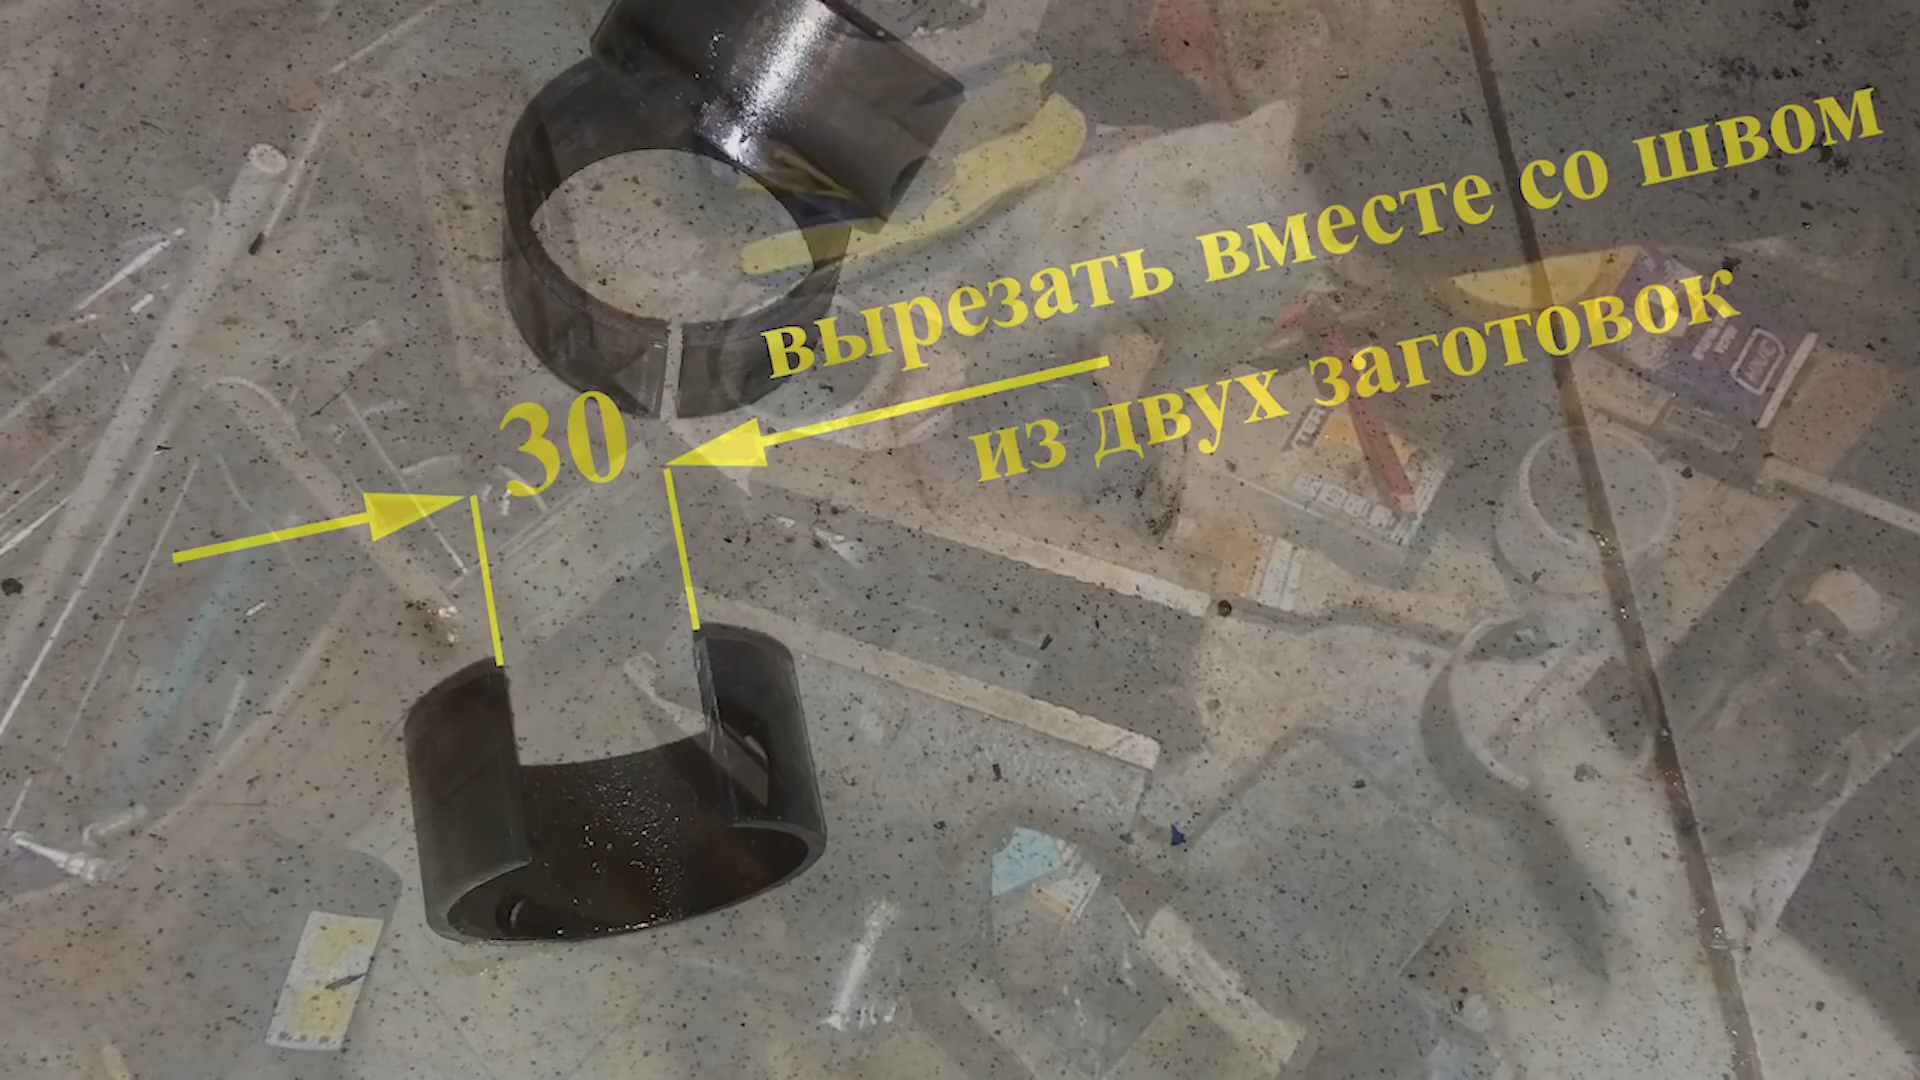 вырезать вместе со швом
30
из двух заготовок